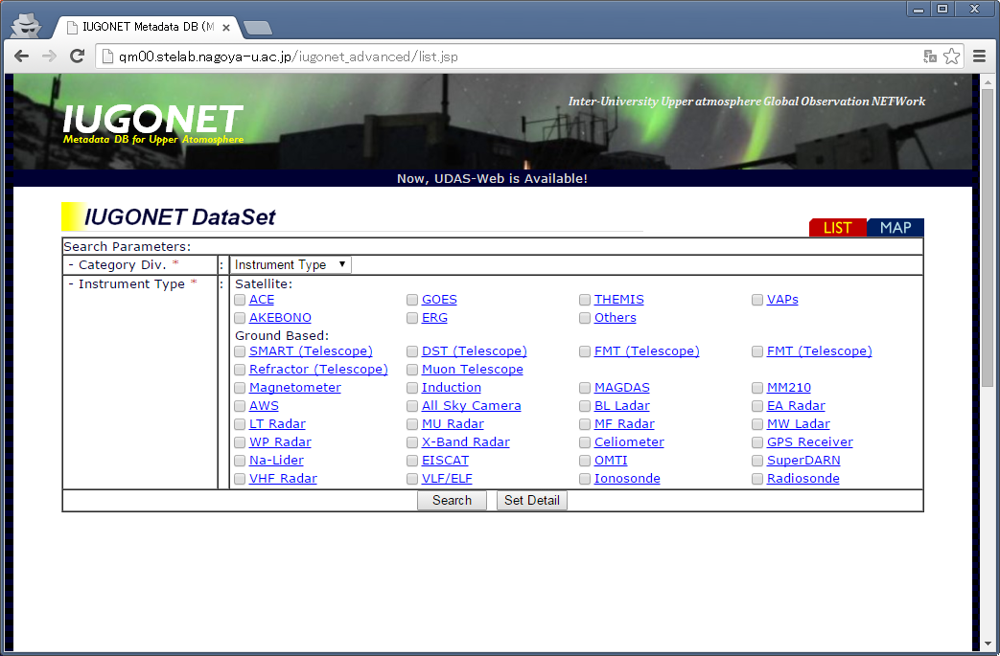 IUGONET Metadata DB (M
qm00.stelab.nagoya-u.ac.jp/iugonet_advanced/list.jsp
Inter-University Upper atmosphere Global Observation NETWork
IUGONET
Metadata DB for Upper Atomosphere
Now, UDAS-Web is Available!
IUGONET DataSet
LIST MAP
Search Parameters:
- Category Div. * : Instrument Type
- Instrument Type * : Satellite:
ACE GOES THEMIS VAPs
AKEBONO ERG Others
Ground Based:
SMART (Telescope) DST (Telescope) FMT (Telescope) FMT (Telescope)
Refractor (Telescope) Muon Telescope
Magnetometer Induction MAGDAS MM210
AWS All Sky Camera BL Ladar EA Radar
LT Radar MU Radar MF Radar MW Ladar
WP Radar X-Band Radar Celiometer GPS Receiver
Na-Lider EISCAT OMTI SuperDARN
VHF Radar VLF/ELF Ionosonde Radiosonde
Search Set Detail